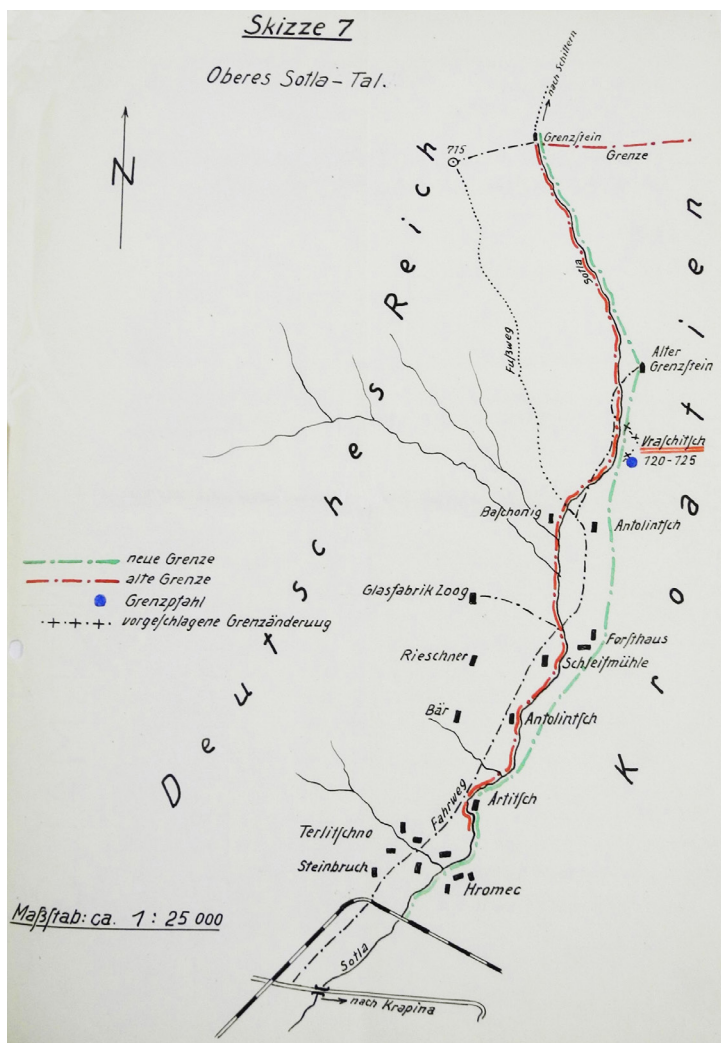 Skizze 7
Oberes Sotla-Tal.
nach Schiltern
Grenzſtein
Grenze
715
N
Deutsches Reich
Kroatien
Sotla
Fußweg
Alter
Grenzſtein
Vraſchitſch
720-725
Baſchonig
Antolintſch
neue Grenze
alte Grenze
Grenzpfahl
vorgeſchlagene Grenzänderuug
Glasfabrik Loog
Forſthaus
Rieschner
Schleifmühle
Bär
Antolintſch
Fahrweg
Artitſch
Terlitſchno
Steinbruch
Hromec
Maßſtab: ca. 1 : 25 000
Sotla
nach Krapina